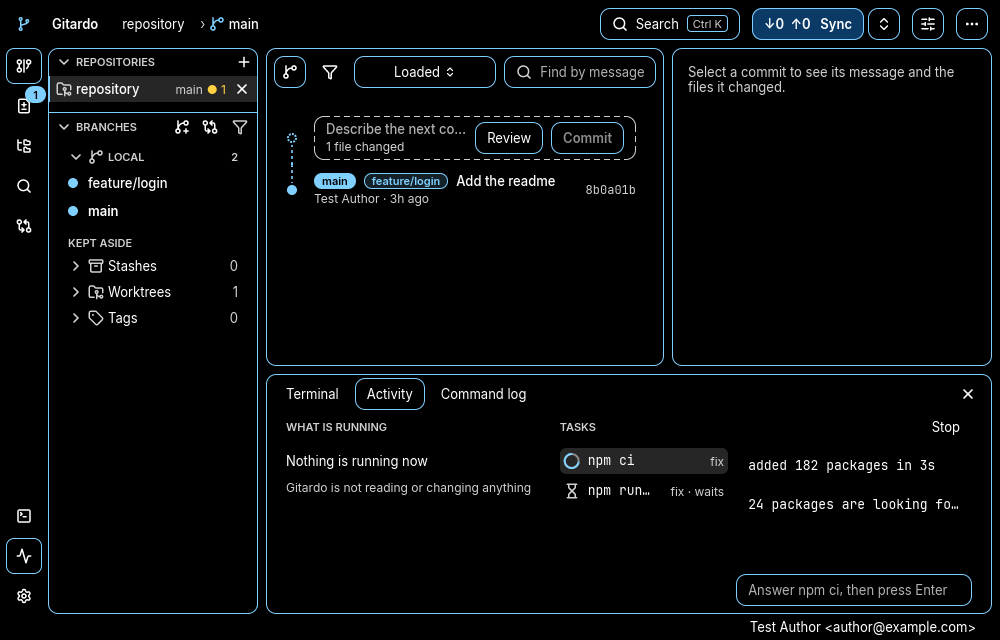 Gitardo repository › main
Search Ctrl K
↓0 ↑0 Sync
REPOSITORIES
1
repository main 1
BRANCHES
LOCAL 2
feature/login
main
KEPT ASIDE
Stashes 0
Worktrees 1
Tags 0
Loaded
Find by message
Describe the next co...
1 file changed
Review
Commit
main feature/login Add the readme 8b0a01b
Test Author · 3h ago
Select a commit to see its message and the
files it changed.
Terminal Activity Command log
WHAT IS RUNNING
Nothing is running now
Gitardo is not reading or changing anything
TASKS
npm ci fix
npm run… fix · waits
Stop
added 182 packages in 3s
24 packages are looking fo…
Answer npm ci, then press Enter
Test Author <author@example.com>